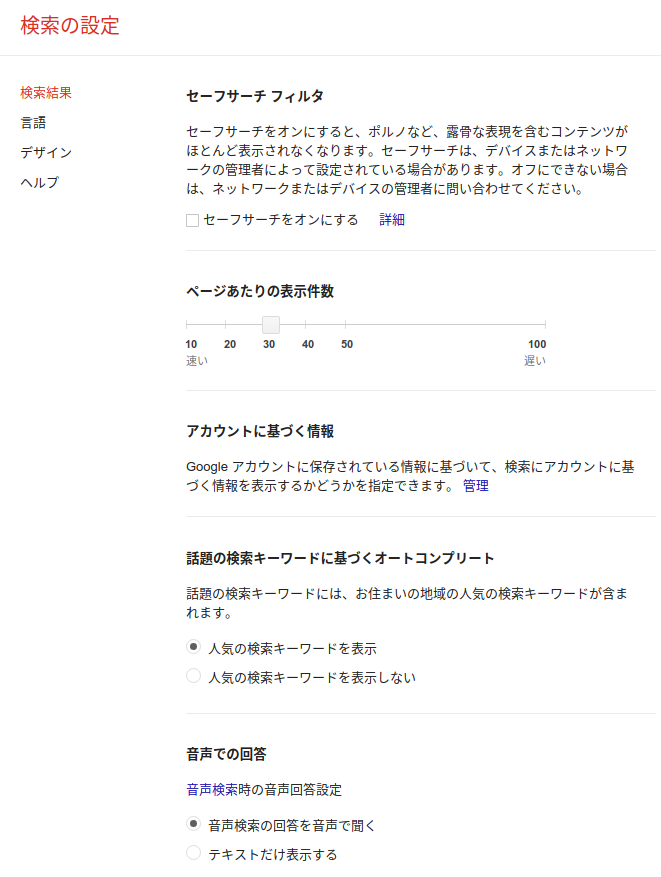 検索の設定
検索結果
言語
デザイン
ヘルプ
セーフサーチ フィルタ
セーフサーチをオンにすると、ポルノなど、露骨な表現を含むコンテンツが
ほとんど表示されなくなります。セーフサーチは、デバイスまたはネットワ
ークの管理者によって設定されている場合があります。オフにできない場合
は、ネットワークまたはデバイスの管理者に問い合わせてください。
セーフサーチをオンにする 詳細
ページあたりの表示件数
10 20 30 40 50 100
速い 遅い
アカウントに基づく情報
Google アカウントに保存されている情報に基づいて、検索にアカウントに基
づく情報を表示するかどうかを指定できます。 管理
話題の検索キーワードに基づくオートコンプリート
話題の検索キーワードには、お住まいの地域の人気の検索キーワードが含ま
れます。
人気の検索キーワードを表示
人気の検索キーワードを表示しない
音声での回答
音声検索時の音声回答設定
音声検索の回答を音声で聞く
テキストだけ表示する